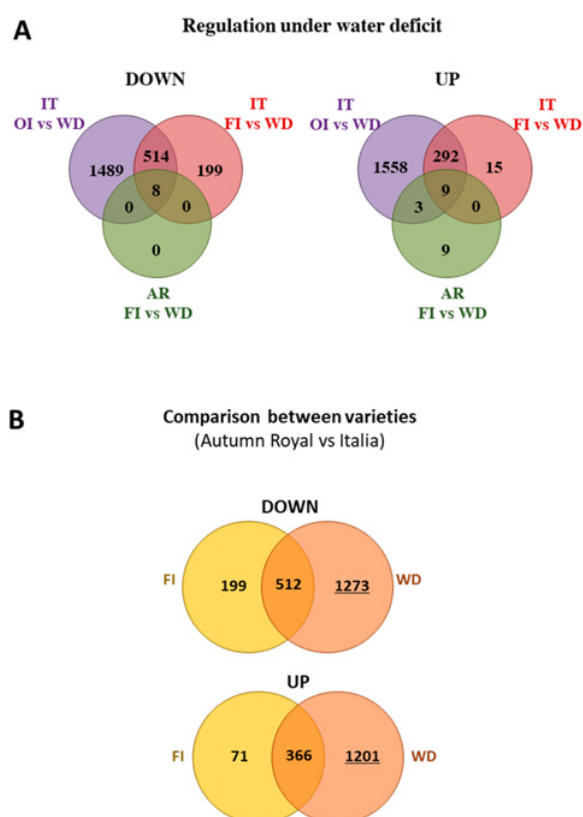 A
Regulation under water deficit
DOWN
IT
OI vs WD
IT
FI vs WD
1489
514
199
8
0
0
0
AR
FI vs WD
UP
IT
OI vs WD
IT
FI vs WD
1558
292
15
9
3
0
9
AR
FI vs WD
B
Comparison between varieties
(Autumn Royal vs Italia)
DOWN
FI
199
512
1273
WD
UP
FI
71
366
1201
WD